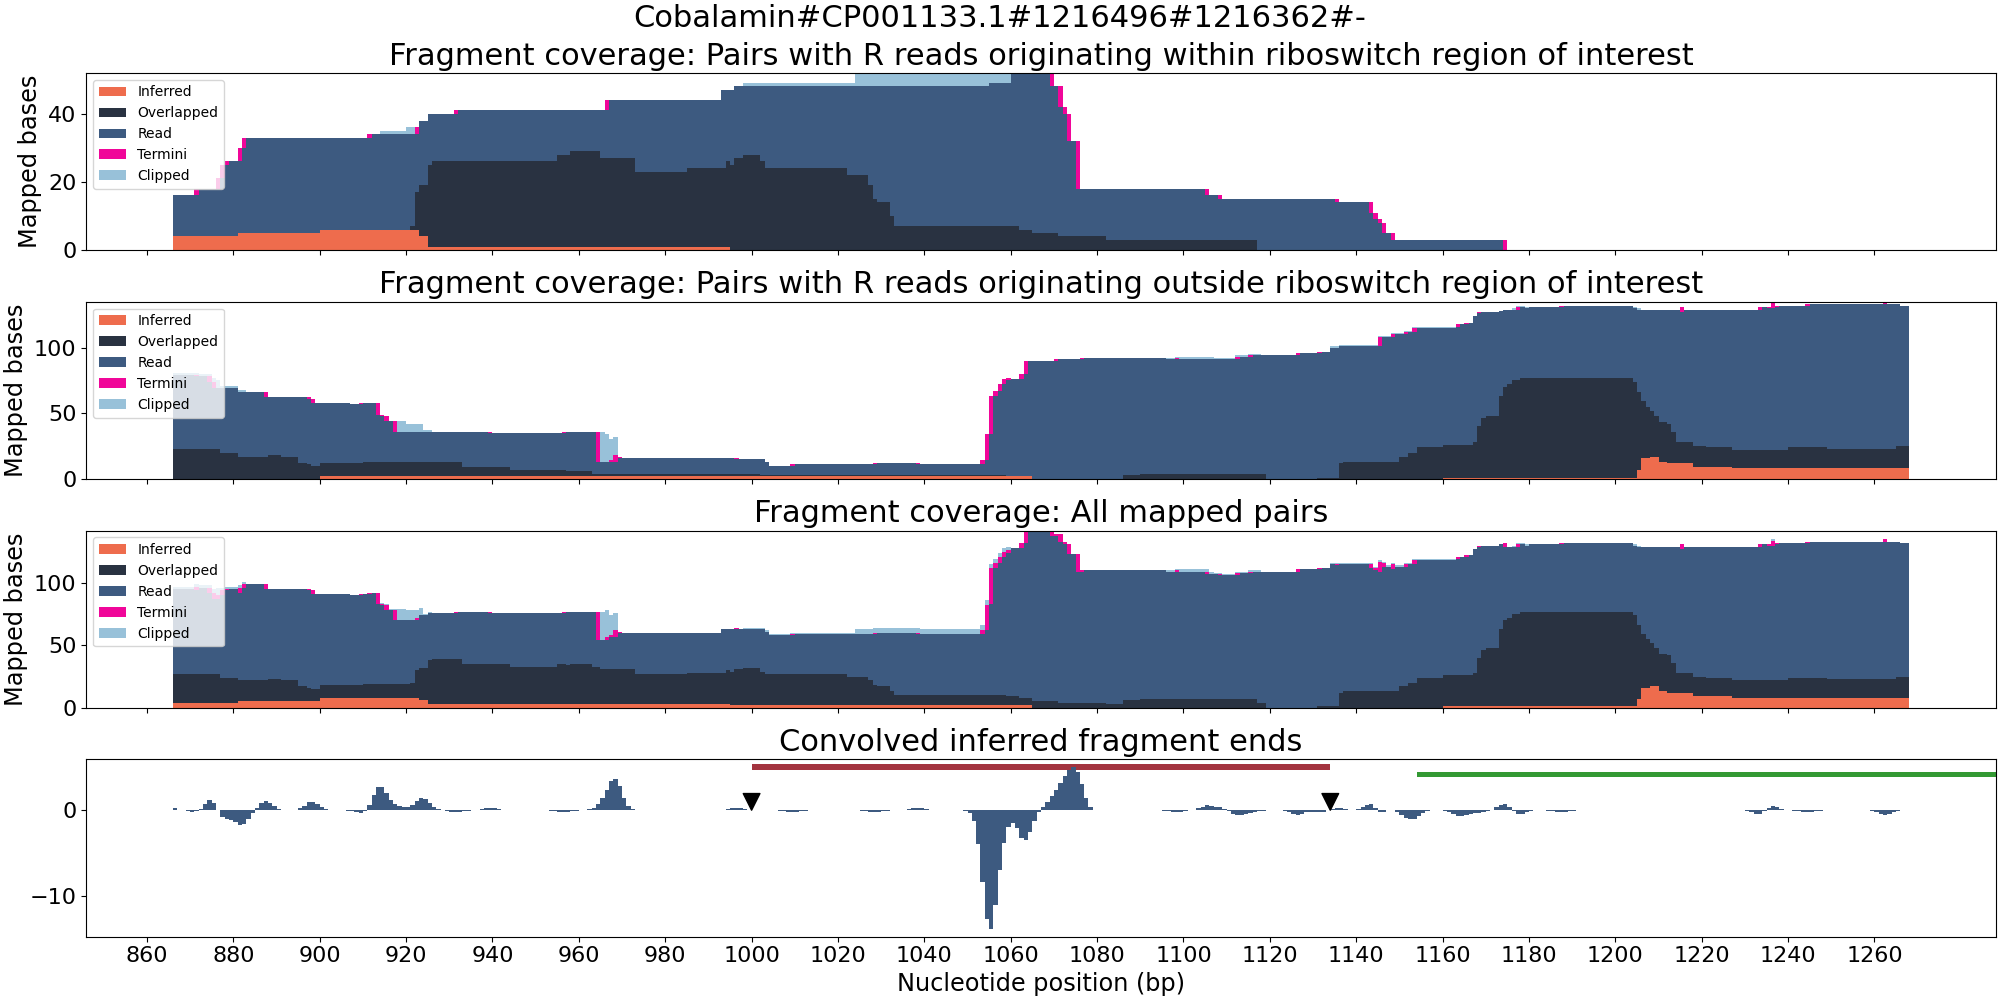 Cobalamin#CP001133.1#1216496#1216362#-
Fragment coverage: Pairs with R reads originating within riboswitch region of interest
Mapped bases
40
20
0
Inferred
Overlapped
Read
Termini
Clipped
Fragment coverage: Pairs with R reads originating outside riboswitch region of interest
Mapped bases
100
50
0
Inferred
Overlapped
Read
Termini
Clipped
Fragment coverage: All mapped pairs
Mapped bases
100
50
0
Inferred
Overlapped
Read
Termini
Clipped
Convolved inferred fragment ends
0
−10
860 880 900 920 940 960 980 1000 1020 1040 1060 1080 1100 1120 1140 1160 1180 1200 1220 1240 1260
Nucleotide position (bp)